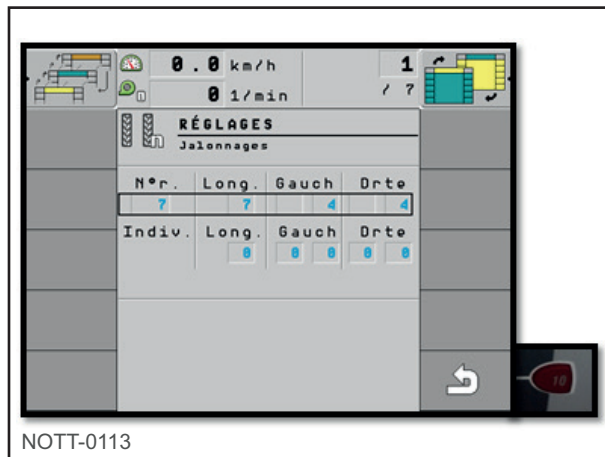 0.0 km/h
1
0 1/min
/ 7
RÉGLAGES
Jalonnages
N°r. Long. Gauch Drte
7 7 4 4
Indiv. Long. Gauch Drte
0 0 0 0 0
10
NOTT-0113